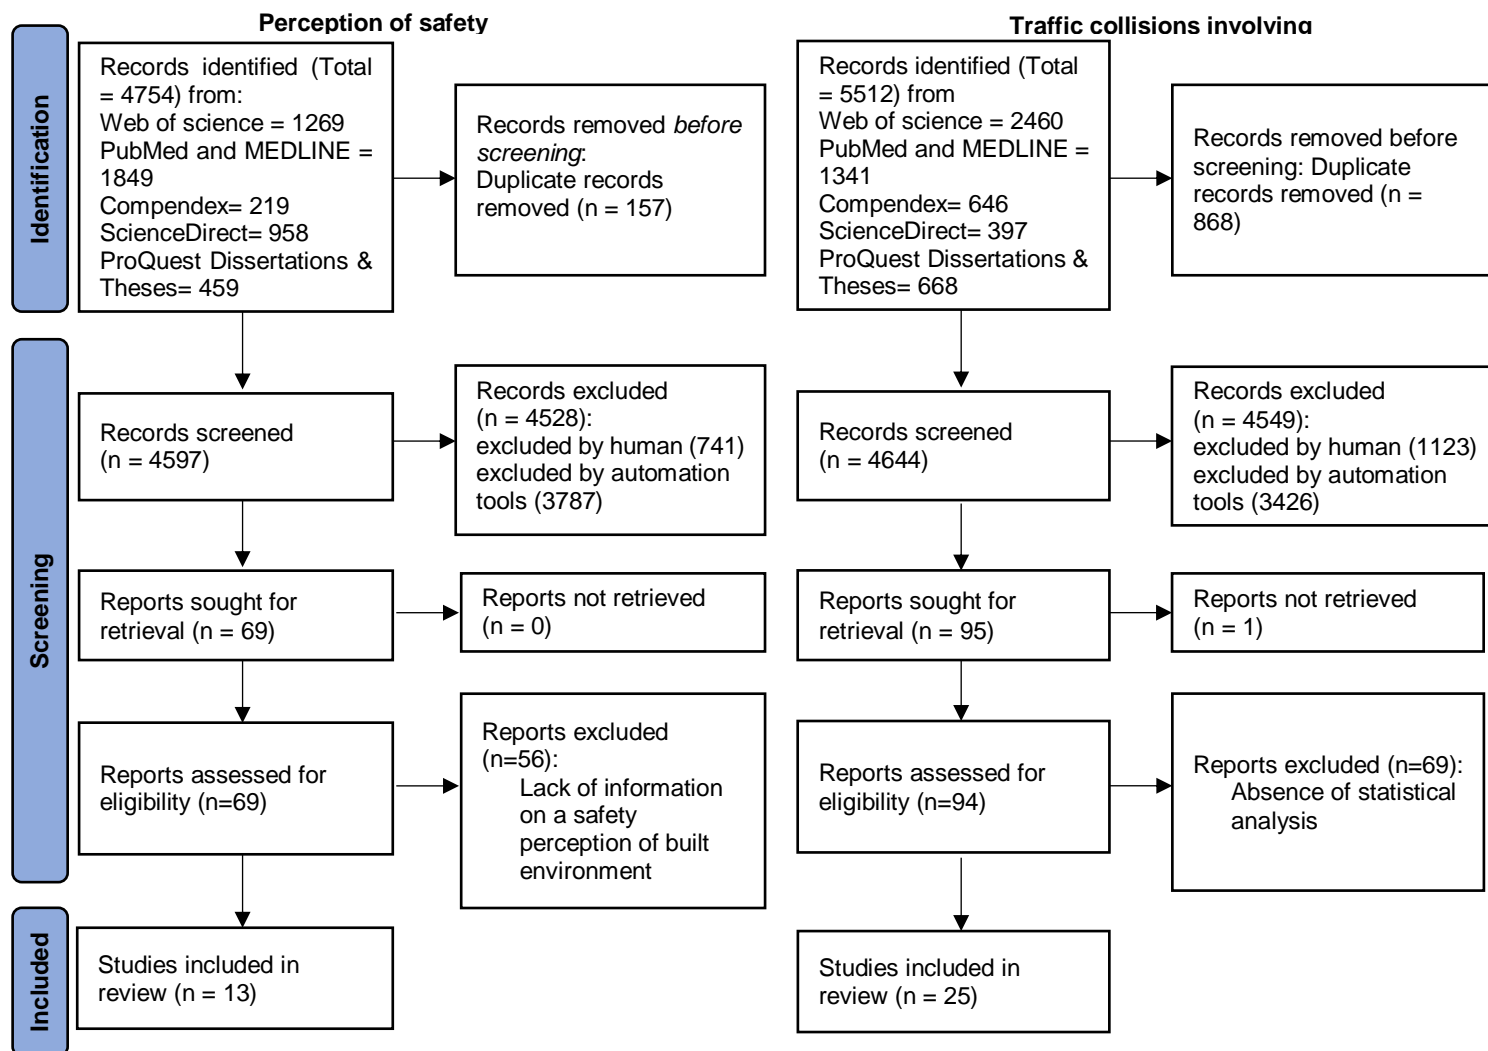 Perception of safety
Traffic collisions involving
Identification
Records identified (Total
= 4754) from:
Web of science = 1269
PubMed and MEDLINE =
1849
Compendex= 219
ScienceDirect= 958
ProQuest Dissertations &
Theses= 459
Records removed before
screening:
Duplicate records
removed (n = 157)
Records identified (Total
= 5512) from
Web of science = 2460
PubMed and MEDLINE =
1341
Compendex= 646
ScienceDirect= 397
ProQuest Dissertations &
Theses= 668
Records removed before
screening: Duplicate
records removed (n =
868)
Screening
Records screened
(n = 4597)
Records excluded
(n = 4528):
excluded by human (741)
excluded by automation
tools (3787)
Records screened
(n = 4644)
Records excluded
(n = 4549):
excluded by human (1123)
excluded by automation
tools (3426)
Reports sought for
retrieval (n = 69)
Reports not retrieved
(n = 0)
Reports sought for
retrieval (n = 95)
Reports not retrieved
(n = 1)
Reports assessed for
eligibility (n=69)
Reports excluded
(n=56):
Lack of information
on a safety
perception of built
environment
Reports assessed for
eligibility (n=94)
Reports excluded (n=69):
Absence of statistical
analysis
Included
Studies included in
review (n = 13)
Studies included in
review (n = 25)